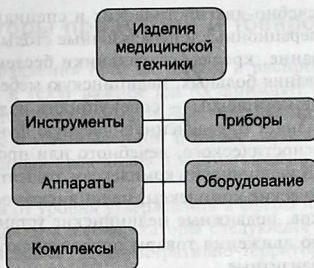 Изделия
медицинской
техники
Инструменты
Приборы
Аппараты
Оборудование
Комплексы